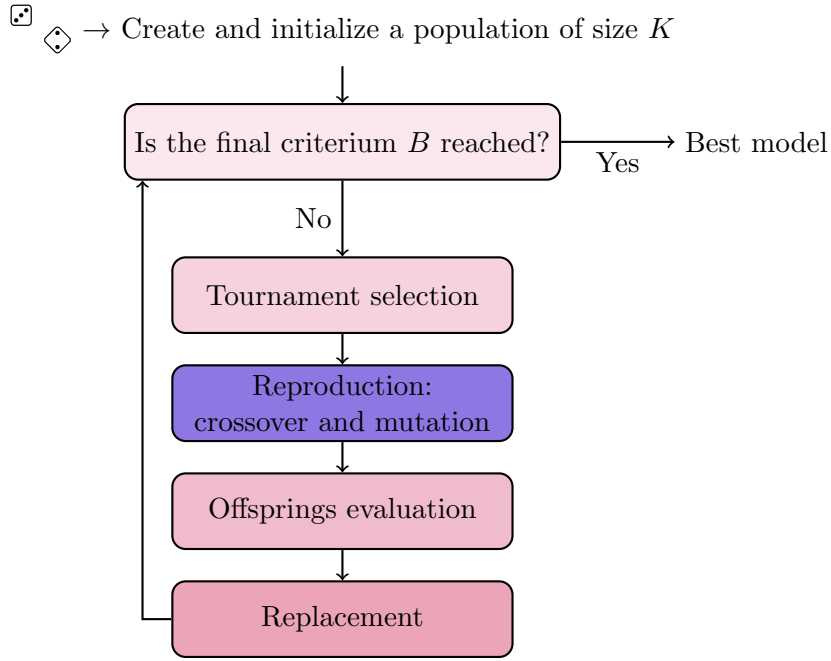 → Create and initialize a population of size K
Is the final criterium B reached?
Yes
Best model
No
Tournament selection
Reproduction:
crossover and mutation
Offsprings evaluation
Replacement